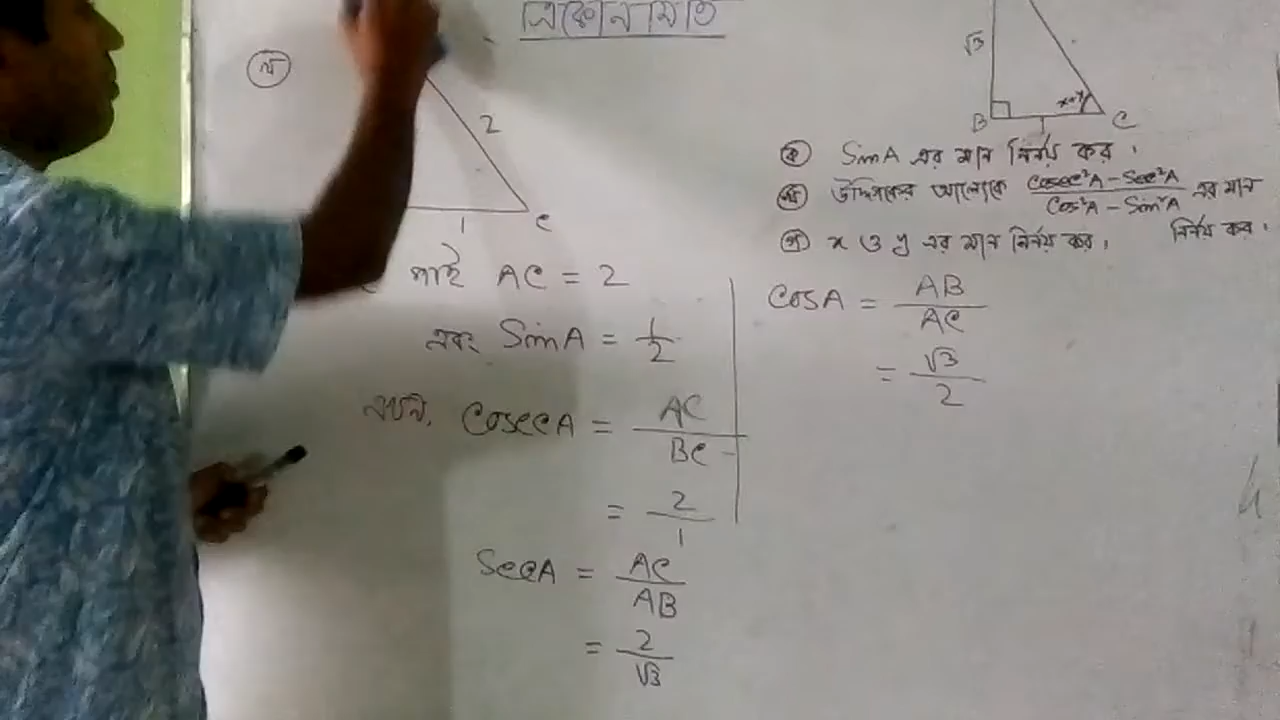 ত্রিকোনমিতি
খ
2
C
1
পাই AC = 2
এবং SinA = 1/2
এখন, CosecA = AC/BC
= 2/1
SecA = AC/AB
= 2/√3
√3
B
1
x+y
C
ক SinA এর মান নির্ণয় কর।
খ উদ্দিপকের আলোকে Cosec²A - Sec²A / Cos²A - Sin²A এর মান নির্ণয় কর।
গ x ও y এর মান নির্ণয় কর।
CosA = AB/AC
= √3/2